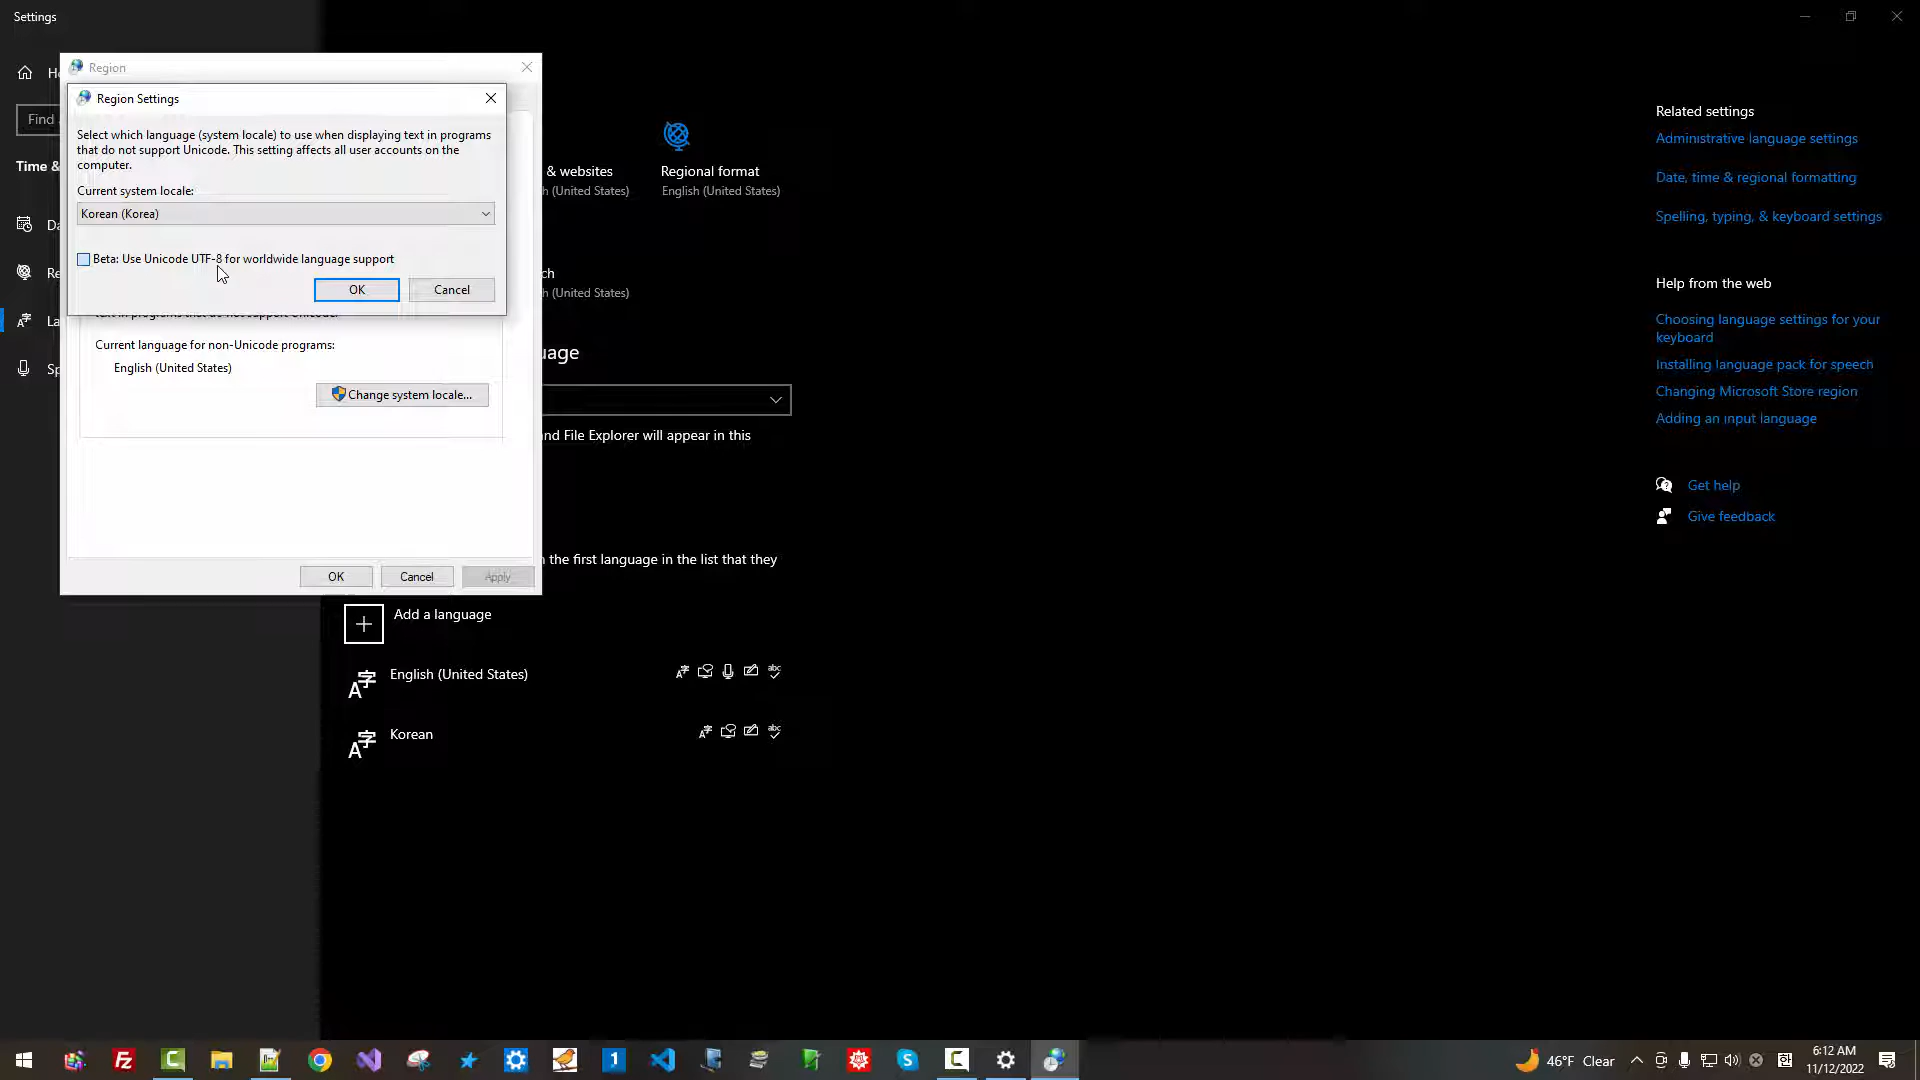 Settings
Region
Region Settings
Select which language (system locale) to use when displaying text in programs
that do not support Unicode. This setting affects all user accounts on the
computer.
Current system locale:
Korean (Korea)
Beta: Use Unicode UTF-8 for worldwide language support
OK
Cancel
Current language for non-Unicode programs:
English (United States)
Change system locale...
OK
Cancel
Apply
Find
Time &
& websites
(United States)
Regional format
English (United States)
(United States)
and File Explorer will appear in this
the first language in the list that they
Add a language
English (United States)
Korean
Related settings
Administrative language settings
Date, time & regional formatting
Spelling, typing, & keyboard settings
Help from the web
Choosing language settings for your
keyboard
Installing language pack for speech
Changing Microsoft Store region
Adding an input language
Get help
Give feedback
46°F Clear
6:12 AM
11/12/2022